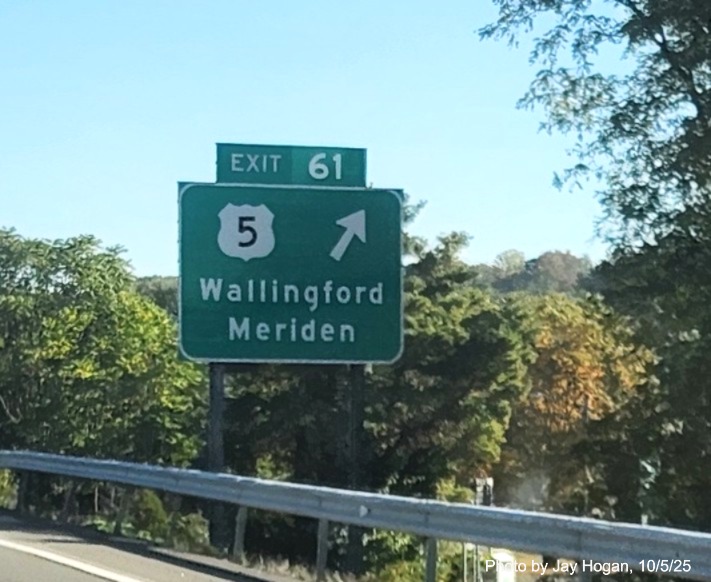 EXIT 61
5
Wallingford
Meriden
Photo by Jay Hogan, 10/5/25